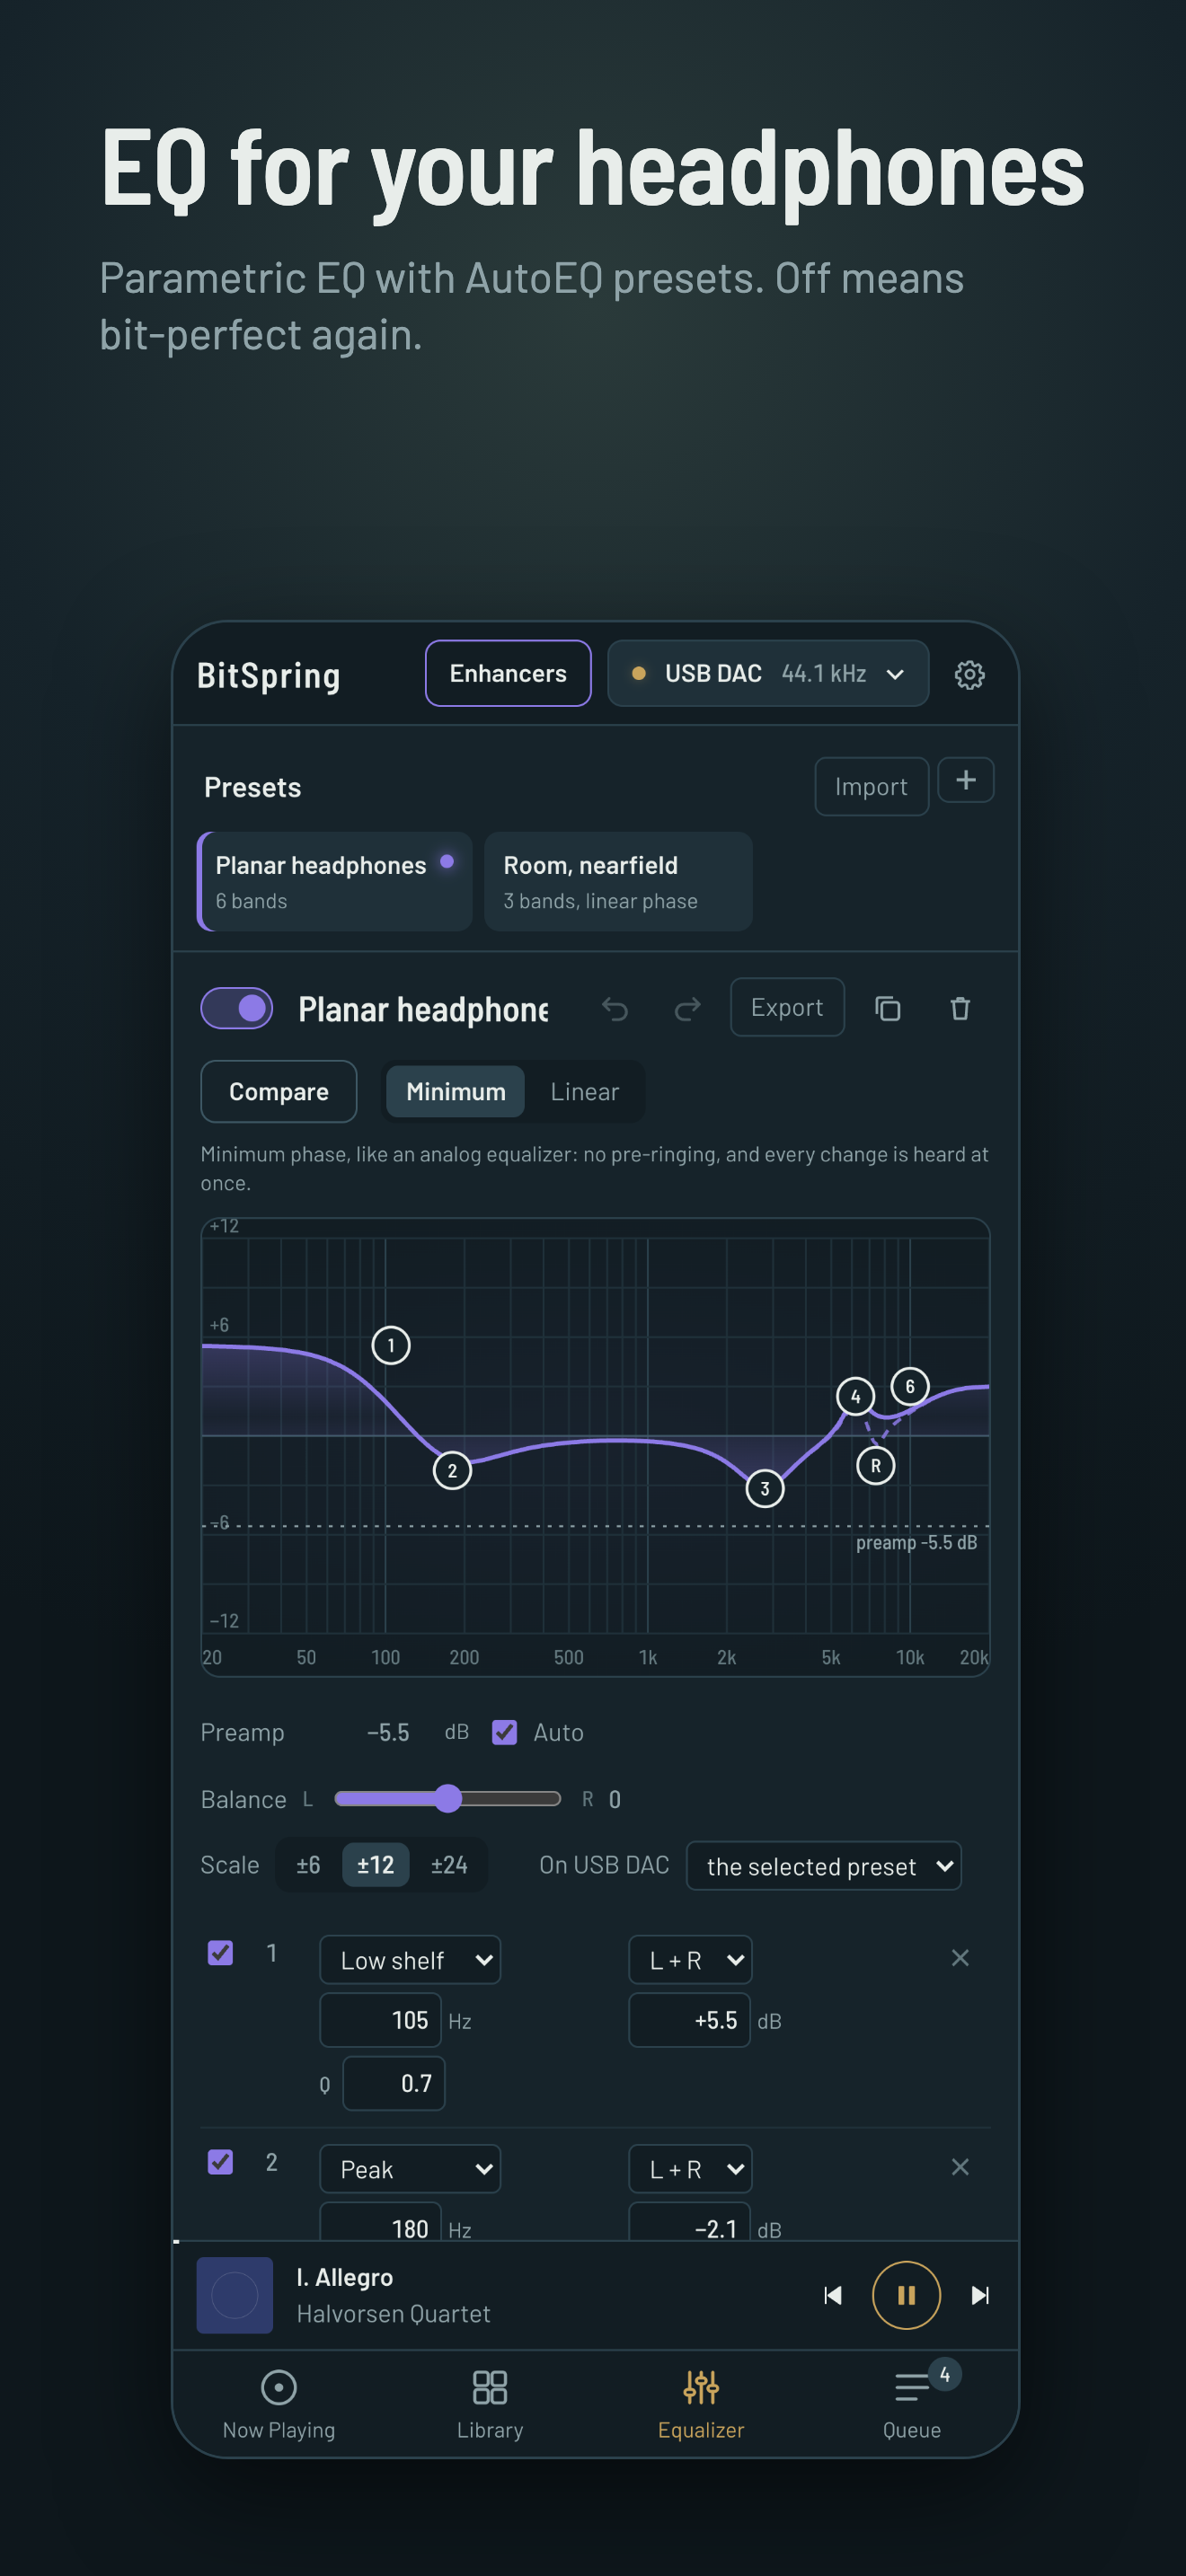 EQ for your headphones
Parametric EQ with AutoEQ presets. Off means
bit-perfect again.
BitSpring
Enhancers
USB DAC 44.1 kHz
Presets
Import
+
Planar headphones
6 bands
Room, nearfield
3 bands, linear phase
Planar headphone
Export
Compare
Minimum
Linear
Minimum phase, like an analog equalizer: no pre-ringing, and every change is heard at
once.
+12
+6
1
4
6
2
R
3
−6
preamp -5.5 dB
−12
20 50 100 200 500 1k 2k 5k 10k 20k
Preamp −5.5 dB Auto
Balance L R 0
Scale ±6 ±12 ±24 On USB DAC the selected preset
1 Low shelf L + R
105 Hz +5.5 dB
Q 0.7
2 Peak L + R
180 Hz −2.1 dB
I. Allegro
Halvorsen Quartet
4
Now Playing Library Equalizer Queue